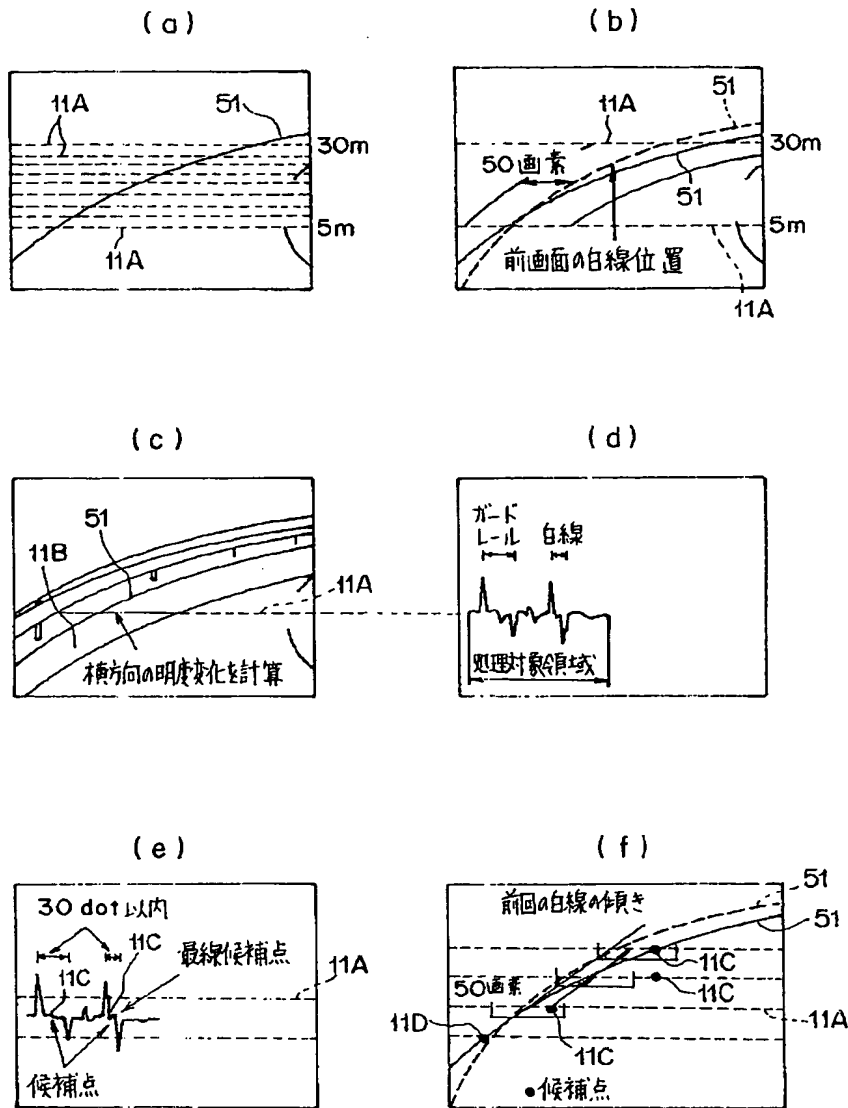 (a)
11A
51
30m
5m
11A
(b)
51
11A
30m
50画素
51
5m
前画面の白線位置
11A
(c)
51
11B
11A
横方向の明度変化を計算
(d)
ガード
レール
白線
処理対象領域
(e)
30 dot以内
11C
最線候補点
11A
11C
候補点
(f)
51
前回の白線の傾き
51
11C
50画素
11C
11A
11D
11C
●候補点